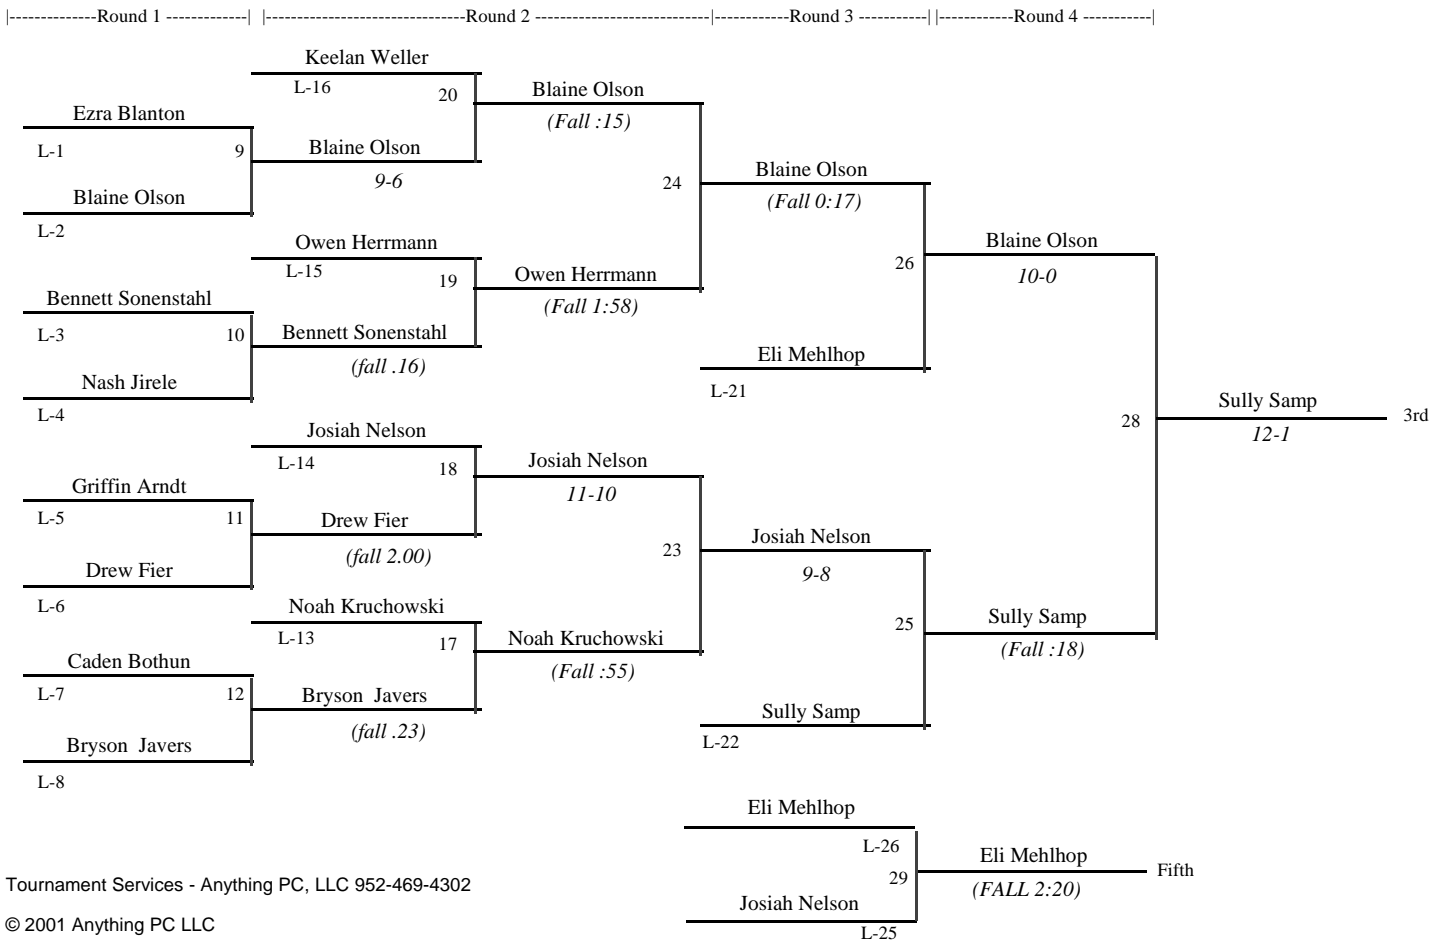 |--------------Round 1 -------------| |--------------------------------Round 2 ----------------------------|------------Round 3 -----------| |------------Round 4 -----------|
Keelan Weller
L-16
20
Blaine Olson
(Fall :15)
Ezra Blanton
L-1
9
Blaine Olson
9-6
Blaine Olson
L-2
24
Blaine Olson
(Fall 0:17)
Owen Herrmann
L-15
19
Owen Herrmann
(Fall 1:58)
Blaine Olson
10-0
26
Bennett Sonenstahl
L-3
10
Bennett Sonenstahl
(fall .16)
Nash Jirele
L-4
Eli Mehlhop
L-21
Sully Samp
12-1
3rd
28
Josiah Nelson
L-14
18
Josiah Nelson
11-10
Griffin Arndt
L-5
11
Drew Fier
(fall 2.00)
Drew Fier
L-6
23
Josiah Nelson
9-8
Noah Kruchowski
L-13
17
Noah Kruchowski
(Fall :55)
25
Sully Samp
(Fall :18)
Caden Bothun
L-7
12
Bryson  Javers
(fall .23)
Bryson  Javers
L-8
Sully Samp
L-22
Eli Mehlhop
L-26
29
Eli Mehlhop
(FALL 2:20)
Fifth
Josiah Nelson
L-25
Tournament Services - Anything PC, LLC 952-469-4302
© 2001 Anything PC LLC